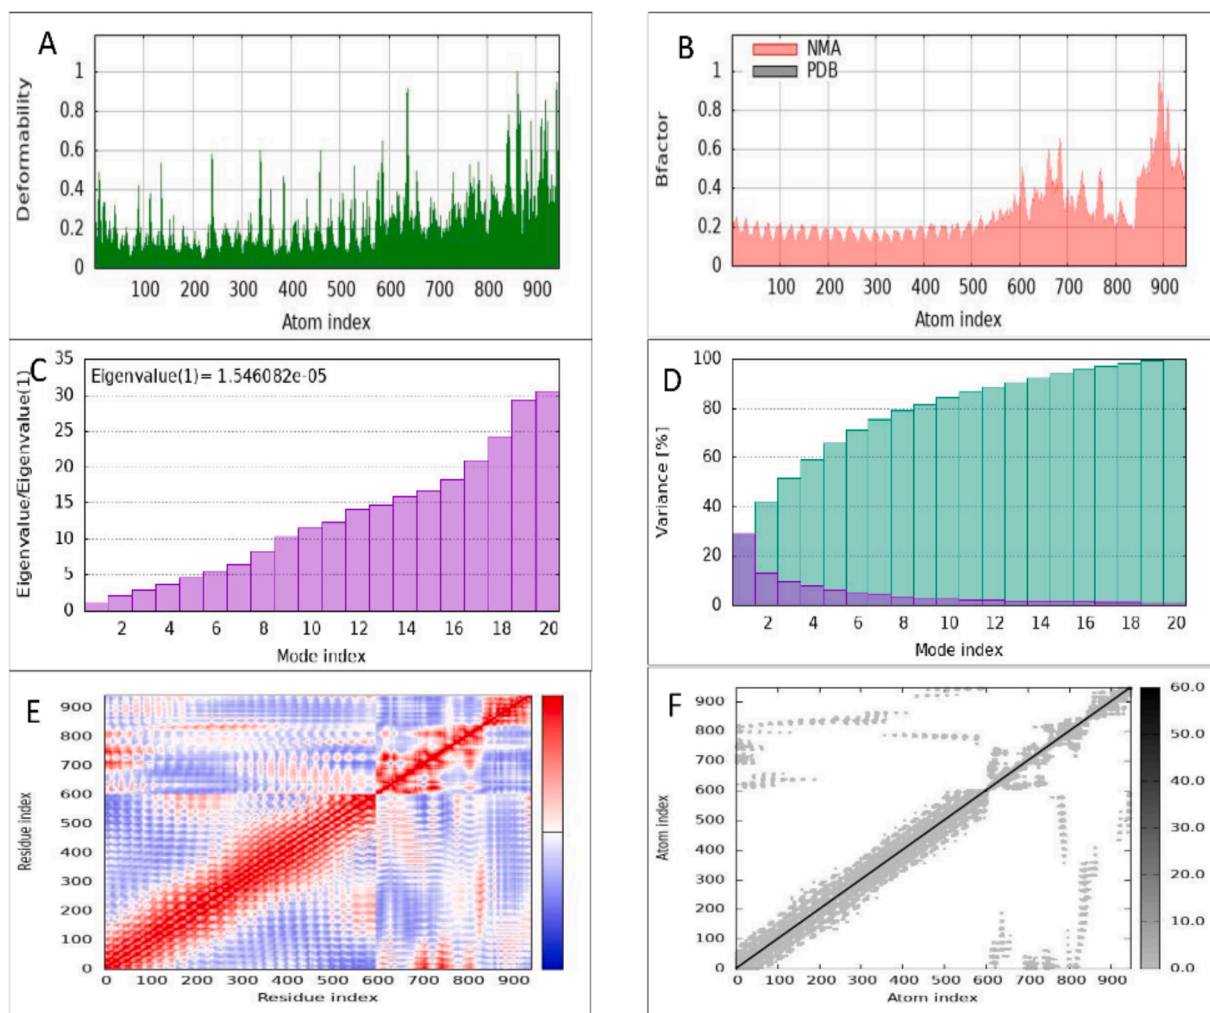 A
Deformability
1
0.8
0.6
0.4
0.2
0
100 200 300 400 500 600 700 800 900
Atom index
B
NMA
PDB
Bfactor
1
0.8
0.6
0.4
0.2
0
100 200 300 400 500 600 700 800 900
Atom index
C
Eigenvalue(1)= 1.546082e-05
Eigenvalue/Eigenvalue(1)
35
30
25
20
15
10
5
0
2 4 6 8 10 12 14 16 18 20
Mode index
D
Variance [%]
100
80
60
40
20
0
2 4 6 8 10 12 14 16 18 20
Mode index
E
Residue index
900
800
700
600
500
400
300
200
100
0
0 100 200 300 400 500 600 700 800 900
Residue index
F
Atom index
900
800
700
600
500
400
300
200
100
0
0 100 200 300 400 500 600 700 800 900
Atom index
60.0
50.0
40.0
30.0
20.0
10.0
0.0